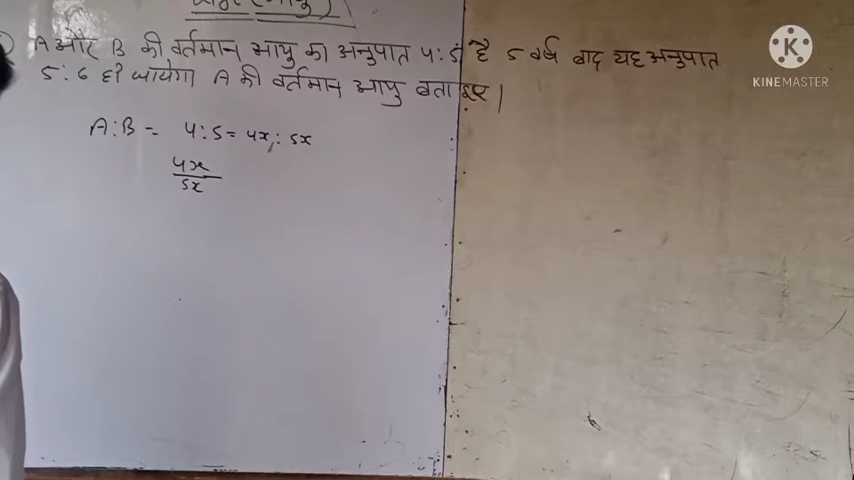 A और B की वर्तमान आयु का अनुपात 4:5 है 5 वर्ष बाद यह अनुपात
5:6 हो जायेगा A की वर्तमान आयु बताइए।
A:B = 4:5 = 4x : 5x
4x
5x
KINEMASTER